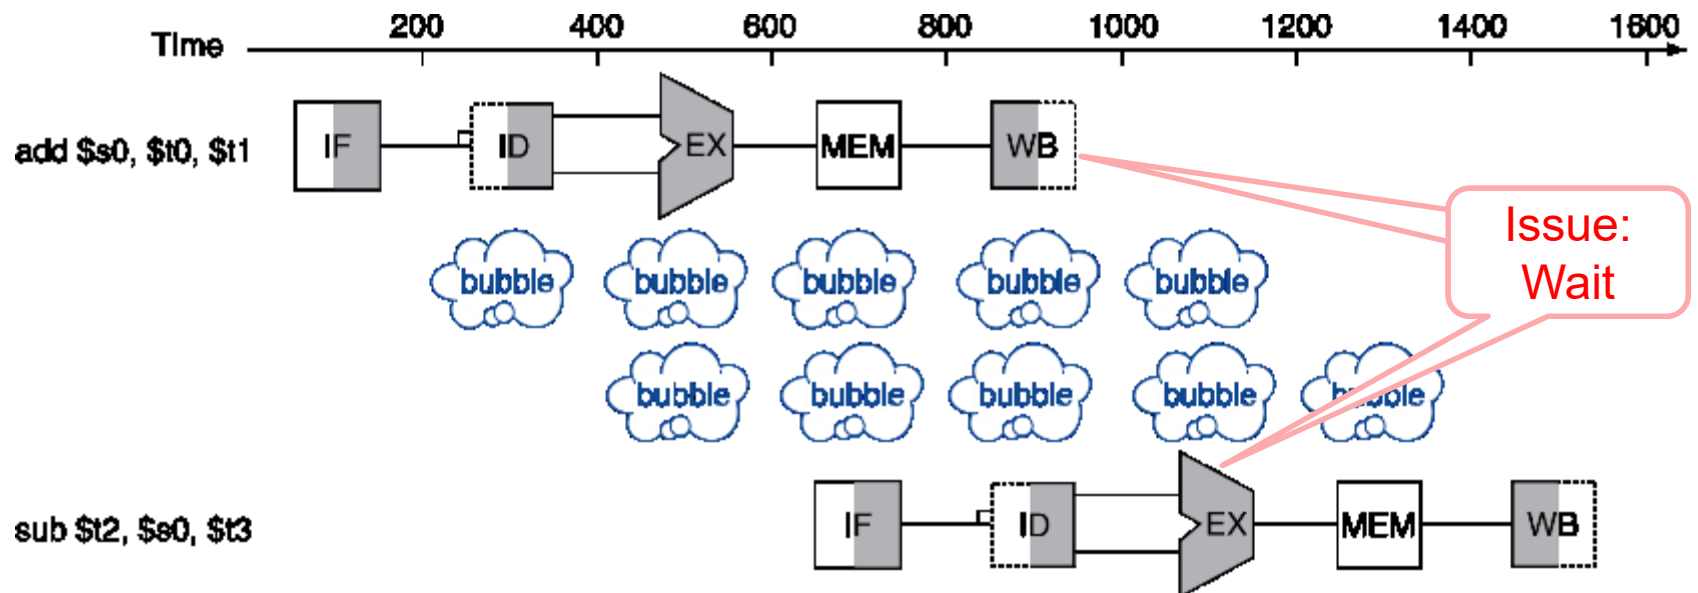 200 400 600 800 1000 1200 1400 1600
Time
add $s0, $t0, $t1 IF ID EX MEM WB
Issue:
Wait
bubble bubble bubble bubble bubble
bubble bubble bubble bubble bubble
sub $t2, $s0, $t3 IF ID EX MEM WB